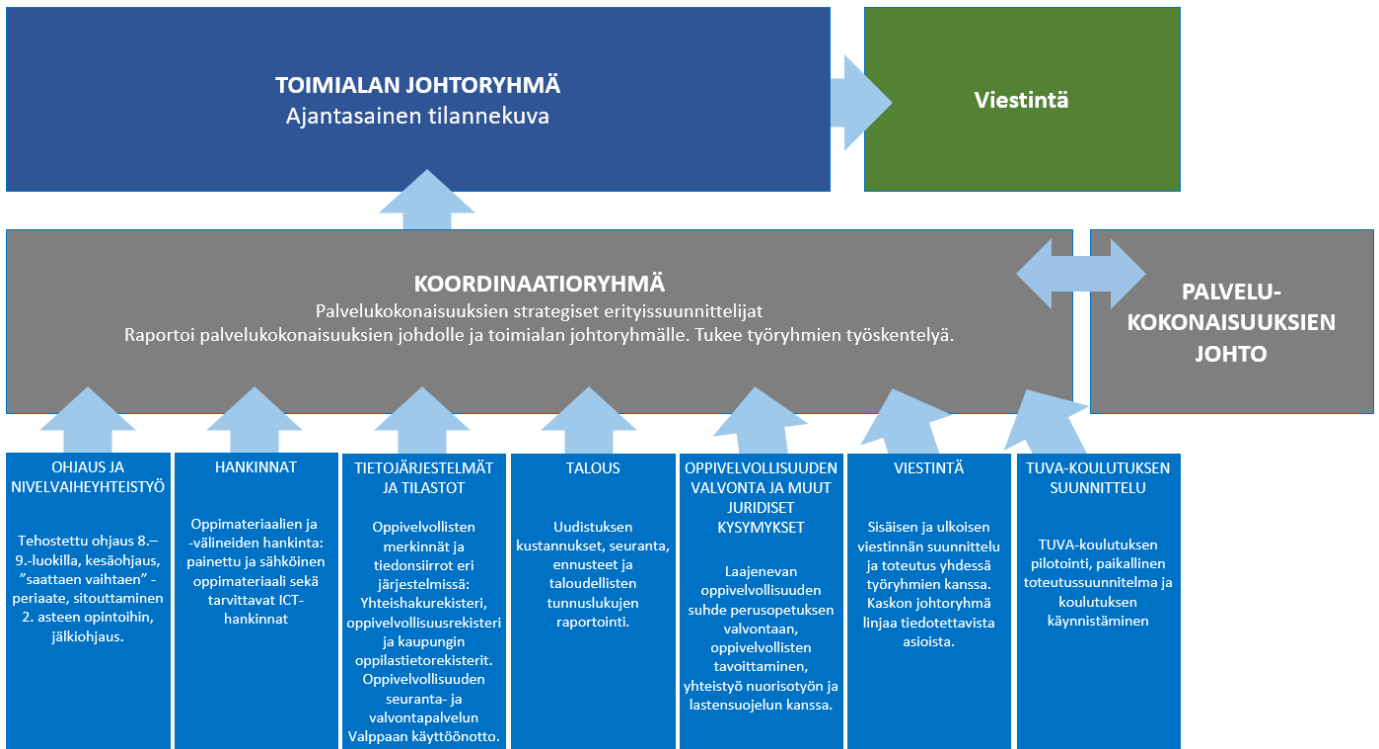 TOIMIALAN JOHTORYHMÄ
Ajantasainen tilannekuva
Viestintä
KOORDINAATIORYHMÄ
Palvelukokonaisuuksien strategiset erityissuunnittelijat
Raportoi palvelukokonaisuuksien johdolle ja toimialan johtoryhmälle. Tukee työryhmien työskentelyä.
PALVELU-
KOKONAISUUKSIEN
JOHTO
OHJAUS JA
NIVELVAIHEYHTEISTYÖ
Tehostettu ohjaus 8.–
9.-luokilla, kesäohjaus,
”saattaen vaihtaen” -
periaate, sitouttaminen
2. asteen opintoihin,
jälkiohjaus.
HANKINNAT
Oppimateriaalien ja
-välineiden hankinta:
painettu ja sähköinen
oppimateriaali sekä
tarvittavat ICT-
hankinnat
TIETOJÄRJESTELMÄT
JA TILASTOT
Oppivelvollisten
merkinnät ja
tiedonsiirrot eri
järjestelmissä:
Yhteishakurekisteri,
oppivelvollisuusrekisteri
ja kaupungin
oppilastietorekisterit.
Oppivelvollisuuden
seuranta- ja
valvontapalvelun
Valppaan käyttöönotto.
TALOUS
Uudistuksen
kustannukset, seuranta,
ennusteet ja
taloudellisten
tunnuslukujen
raportointi.
OPPIVELVOLLISUUDEN
VALVONTA JA MUUT
JURIDISET
KYSYMYKSET
Laajenevan
oppivelvollisuuden
suhde perusopetuksen
valvontaan,
oppivelvollisten
tavoittaminen,
yhteistyö nuorisotyön ja
lastensuojelun kanssa.
VIESTINTÄ
Sisäisen ja ulkoisen
viestinnän suunnittelu
ja toteutus yhdessä
työryhmien kanssa.
Kaskon johtoryhmä
linjaa tiedotettavista
asioista.
TUVA-KOULUTUKSEN
SUUNNITTELU
TUVA-koulutuksen
pilotointi, paikallinen
toteutussuunnitelma ja
koulutuksen
käynnistäminen